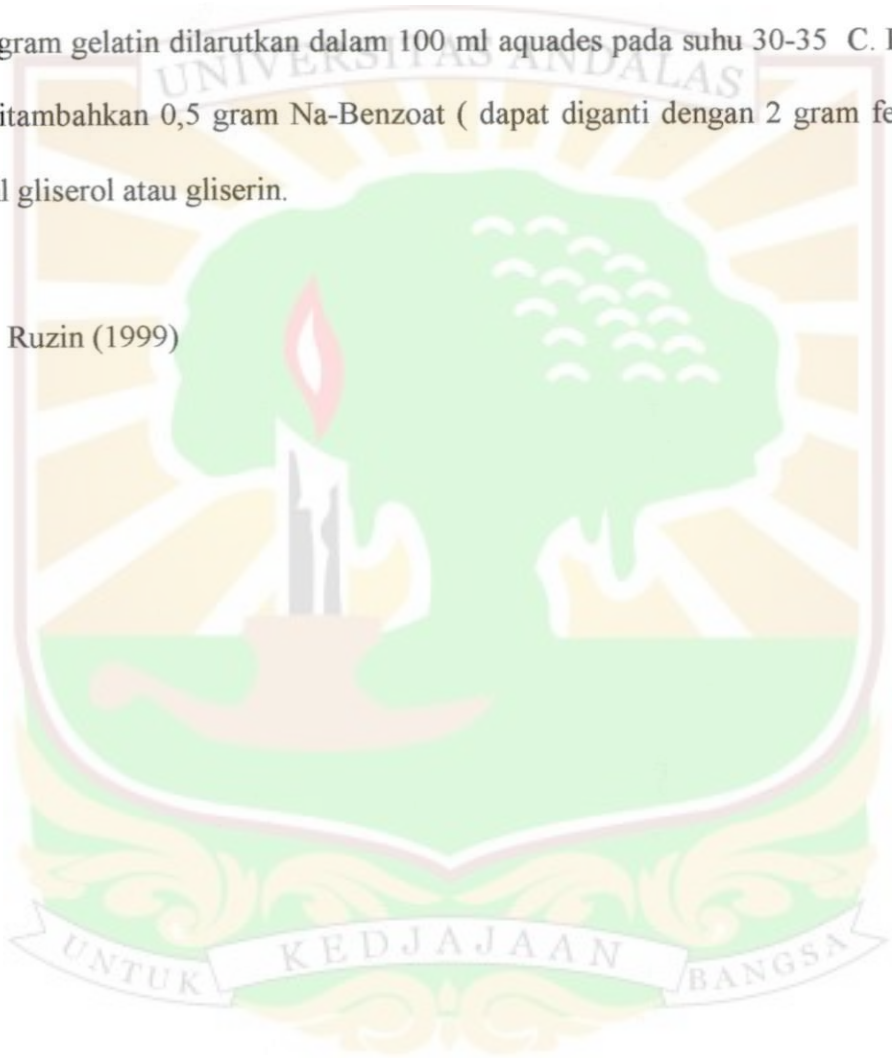 gram gelatin dilarutkan dalam 100 ml aquades pada suhu 30-35 C.
UNIVERSITAS ANDALAS
itambahkan 0,5 gram Na-Benzoat ( dapat diganti dengan 2 gram fe
l gliserol atau gliserin.
Ruzin (1999)
UNTUK KEDJAJAAN BANGSA